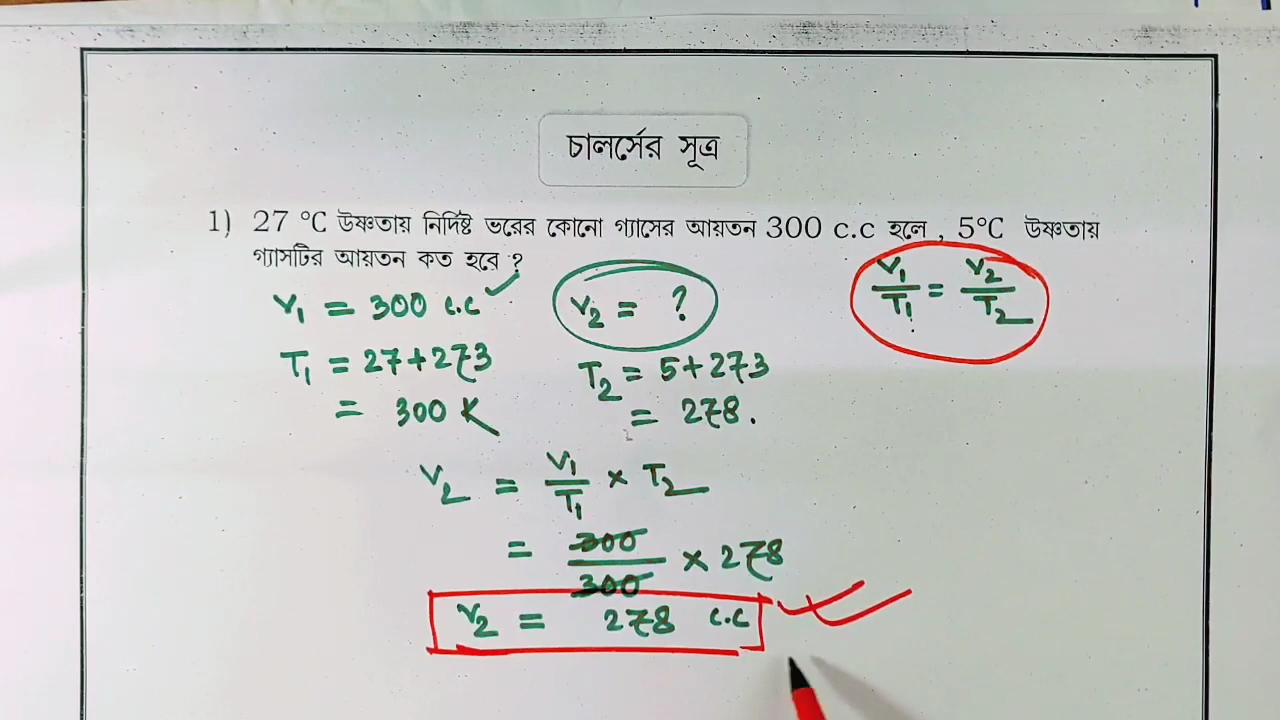 চালর্সের সূত্র
1) 27 °C উষ্ণতায় নির্দিষ্ট ভরের কোনো গ্যাসের আয়তন 300 c.c হলে , 5°C উষ্ণতায়
গ্যাসটির আয়তন কত হবে ?
V₁/T₁ = V₂/T₂
V₁ = 300 c.c ✓ V₂ = ?
T₁ = 27+273 T₂ = 5+273
= 300 K = 278.
V₂ = V₁/T₁ × T₂
= 300/300 × 278
V₂ = 278 c.c